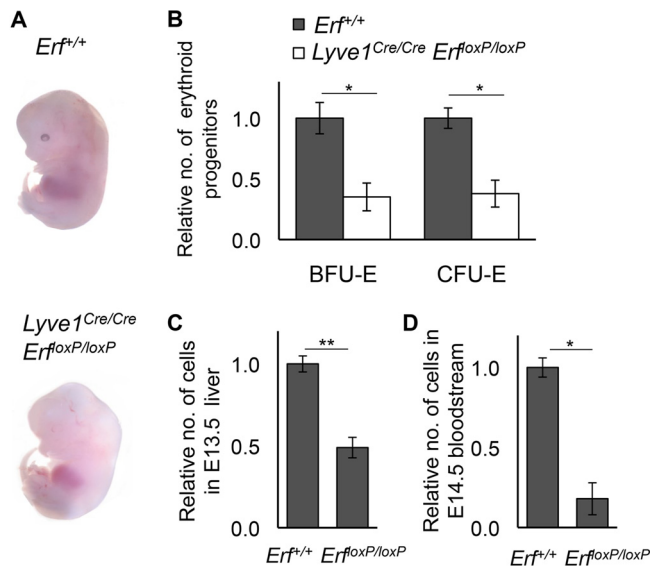 A
Erf+/+
Lyve1Cre/Cre
ErfloxP/loxP
B
Erf+/+
Lyve1Cre/Cre ErfloxP/loxP
Relative no. of erythroid
progenitors
1.0
0.5
0.0
*
*
BFU-E
CFU-E
C
Relative no. of cells
in E13.5 liver
1.0
0.5
0.0
**
Erf+/+ ErfloxP/loxP
D
Relative no. of cells in
E14.5 bloodstream
1.0
0.5
0.0
*
Erf+/+ ErfloxP/loxP